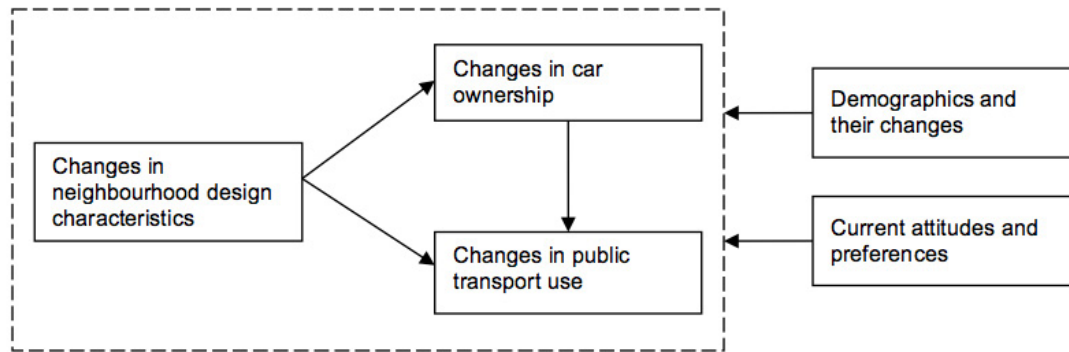 Changes in car
ownership
Demographics and
their changes
Changes in
neighbourhood design
characteristics
Current attitudes and
preferences
Changes in public
transport use